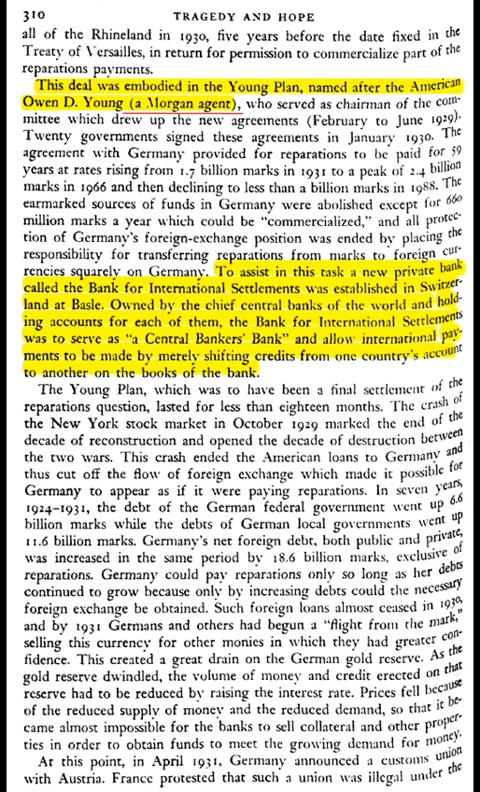 310 TRAGEDY AND HOPE
all of the Rhineland in 1930, five years before the date fixed in the
Treaty of Versailles, in return for permission to commercialize part of the
reparations payments.
This deal was embodied in the Young Plan, named after the American
Owen D. Young (a Morgan agent), who served as chairman of the com-
mittee which drew up the new agreements (February to June 1929).
Twenty governments signed these agreements in January 1930. The
agreement with Germany provided for reparations to be paid for 59
years at rates rising from 1.7 billion marks in 1931 to a peak of 2.4 billion
marks in 1966 and then declining to less than a billion marks in 1988. The
earmarked sources of funds in Germany were abolished except for 660
million marks a year which could be “commercialized,” and all protec-
tion of Germany’s foreign-exchange position was ended by placing the
responsibility for transferring reparations from marks to foreign cur-
rencies squarely on Germany. To assist in this task a new private bank
called the Bank for International Settlements was established in Switzer-
land at Basle. Owned by the chief central banks of the world and hold-
ing accounts for each of them, the Bank for International Settlements
was to serve as “a Central Bankers’ Bank” and allow international pay-
ments to be made by merely shifting credits from one country’s account
to another on the books of the bank.
The Young Plan, which was to have been a final settlement of the
reparations question, lasted for less than eighteen months. The crash of
the New York stock market in October 1929 marked the end of the
decade of reconstruction and opened the decade of destruction between
the two wars. This crash ended the American loans to Germany and
thus cut off the flow of foreign exchange which made it possible for
Germany to appear as if it were paying reparations. In seven years,
1924–1931, the debt of the German federal government went up 6.6
billion marks while the debts of German local governments went up
11.6 billion marks. Germany’s net foreign debt, both public and private,
was increased in the same period by 18.6 billion marks, exclusive of
reparations. Germany could pay reparations only so long as her debts
continued to grow because only by increasing debts could the necessary
foreign exchange be obtained. Such foreign loans almost ceased in 1930,
and by 1931 Germans and others had begun a “flight from the mark,”
selling this currency for other monies in which they had greater con-
fidence. This created a great drain on the German gold reserve. As the
gold reserve dwindled, the volume of money and credit erected on that
reserve had to be reduced by raising the interest rate. Prices fell because
of the reduced supply of money and the reduced demand, so that it be-
came almost impossible for the banks to sell collateral and other proper-
ties in order to obtain funds to meet the growing demand for money.
At this point, in April 1931, Germany announced a customs union
with Austria. France protested that such a union was illegal under the